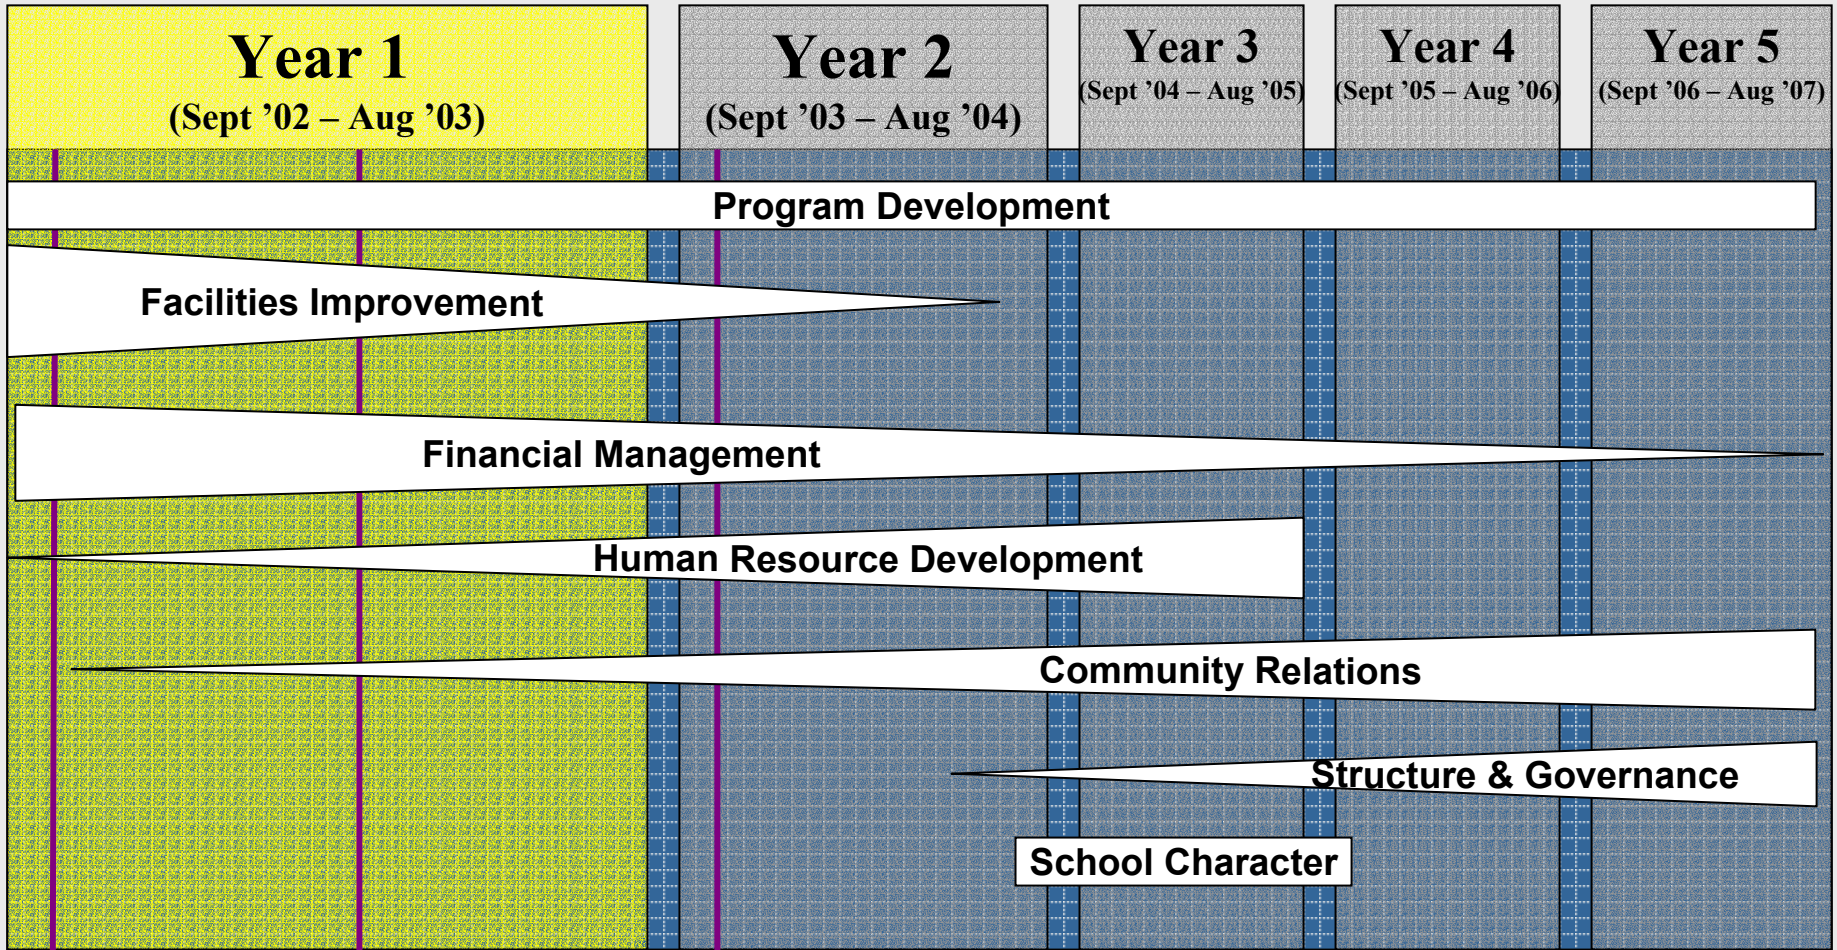 Year 1
(Sept ’02 – Aug ’03)
Year 2
(Sept ’03 – Aug ’04)
Year 3
(Sept ’04 – Aug ’05)
Year 4
(Sept ’05 – Aug ’06)
Year 5
(Sept ’06 – Aug ’07)
Program Development
Facilities Improvement
Financial Management
Human Resource Development
Community Relations
Structure & Governance
School Character